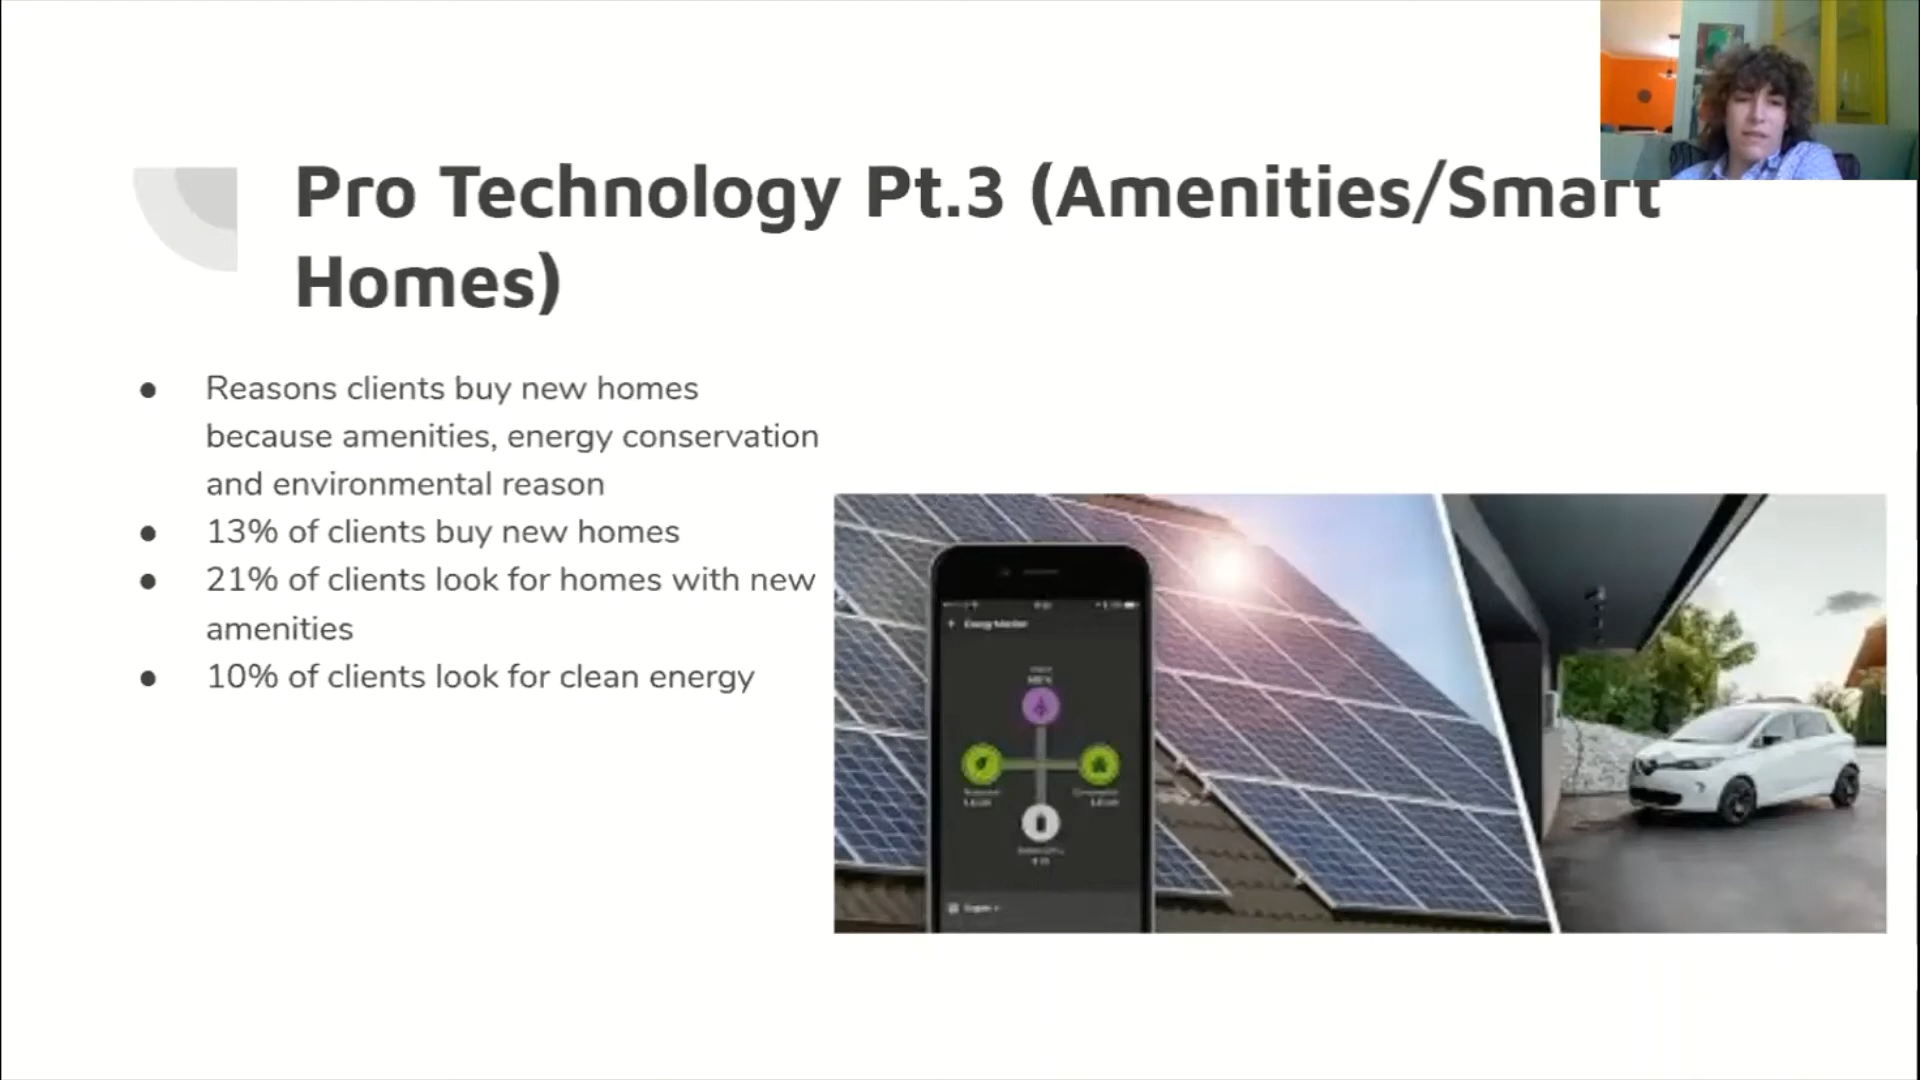 Pro Technology Pt.3 (Amenities/Smart
Homes)
● Reasons clients buy new homes
because amenities, energy conservation
and environmental reason
● 13% of clients buy new homes
● 21% of clients look for homes with new
amenities
● 10% of clients look for clean energy